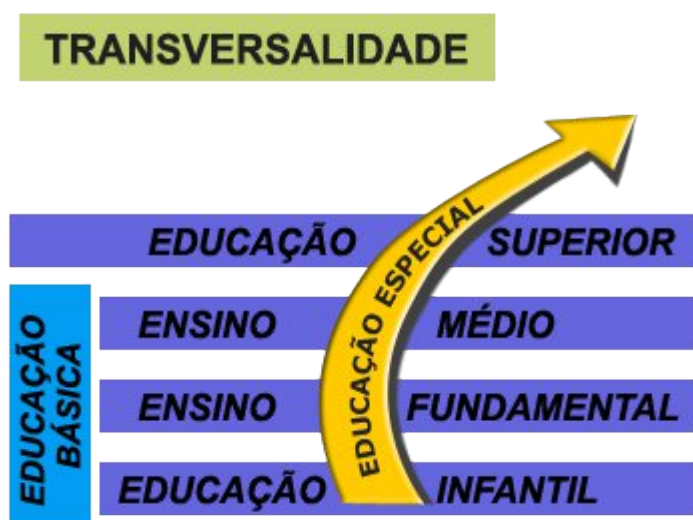 TRANSVERSALIDADE
EDUCAÇÃO SUPERIOR
EDUCAÇÃO BÁSICA
ENSINO MÉDIO
ENSINO FUNDAMENTAL
EDUCAÇÃO INFANTIL
EDUCAÇÃO ESPECIAL